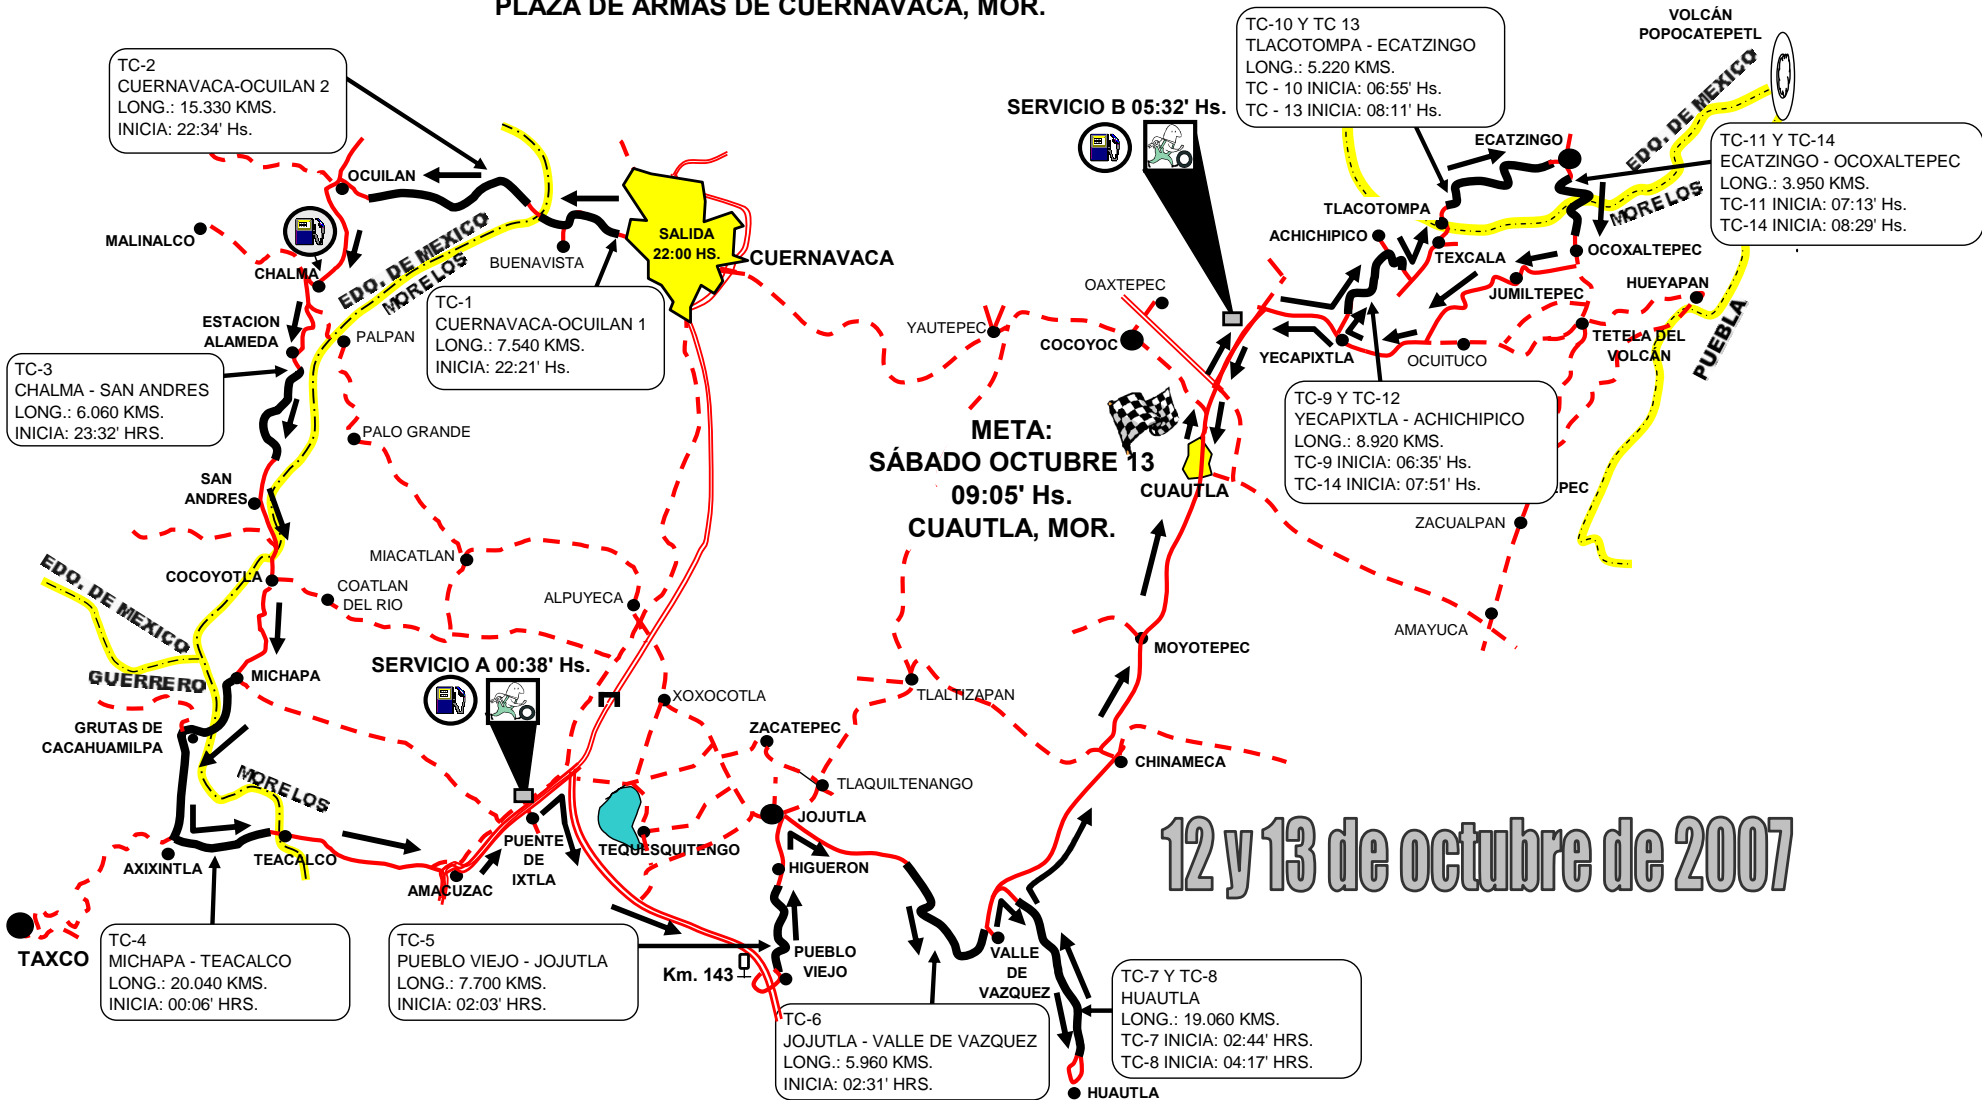 PLAZA DE ARMAS DE CUERNAVACA, MOR.
TC-2
CUERNAVACA-OCUILAN 2
LONG.: 15.330 KMS.
INICIA: 22:34' Hs.
TC-10 Y TC 13
TLACOTOMPA - ECATZINGO
LONG.: 5.220 KMS.
TC - 10 INICIA: 06:55' Hs.
TC - 13 INICIA: 08:11' Hs.
VOLCÁN
POPOCATEPETL
EDO. DE MEXICO
MORELOS
SERVICIO B 05:32' Hs.
ECATZINGO
TC-11 Y TC-14
ECATZINGO - OCOXALTEPEC
LONG.: 3.950 KMS.
TC-11 INICIA: 07:13' Hs.
TC-14 INICIA: 08:29' Hs.
OCUILAN
MALINALCO
CHALMA
EDO. DE MEXICO
MORELOS
BUENAVISTA
SALIDA
22:00 HS.
CUERNAVACA
TLACOTOMPA
ACHICHIPICO
TEXCALA
OCOXALTEPEC
JUMILTEPEC
HUEYAPAN
PUEBLA
OAXTEPEC
YAUTEPEC
COCOYOC
YECAPIXTLA
OCUITUCO
TETELA DEL
VOLCÁN
ESTACION
ALAMEDA
PALPAN
TC-1
CUERNAVACA-OCUILAN 1
LONG.: 7.540 KMS.
INICIA: 22:21' Hs.
TC-3
CHALMA - SAN ANDRES
LONG.: 6.060 KMS.
INICIA: 23:32' HRS.
PALO GRANDE
TC-9 Y TC-12
YECAPIXTLA - ACHICHIPICO
LONG.: 8.920 KMS.
TC-9 INICIA: 06:35' Hs.
TC-14 INICIA: 07:51' Hs.
META:
SÁBADO OCTUBRE 13
09:05' Hs.
CUAUTLA, MOR.
CUAUTLA
SAN
ANDRES
PEC
ZACUALPAN
AMAYUCA
MIACATLAN
COCOYOTLA
COATLAN
DEL RIO
ALPUYECA
EDO. DE MEXICO
GUERRERO
MICHAPA
SERVICIO A 00:38' Hs.
MOYOTEPEC
XOXOCOTLA
TLALTIZAPAN
GRUTAS DE
CACAHUAMILPA
MORELOS
ZACATEPEC
CHINAMECA
TLAQUILTENANGO
JOJUTLA
AXIXINTLA
TEACALCO
AMACUZAC
PUENTE
DE
IXTLA
TEQUESQUITENGO
HIGUERON
12 y 13 de octubre de 2007
TAXCO
TC-4
MICHAPA - TEACALCO
LONG.: 20.040 KMS.
INICIA: 00:06' HRS.
TC-5
PUEBLO VIEJO - JOJUTLA
LONG.: 7.700 KMS.
INICIA: 02:03' HRS.
Km. 143
PUEBLO
VIEJO
VALLE
DE
VAZQUEZ
TC-6
JOJUTLA - VALLE DE VAZQUEZ
LONG.: 5.960 KMS.
INICIA: 02:31' HRS.
TC-7 Y TC-8
HUAUTLA
LONG.: 19.060 KMS.
TC-7 INICIA: 02:44' HRS.
TC-8 INICIA: 04:17' HRS.
HUAUTLA